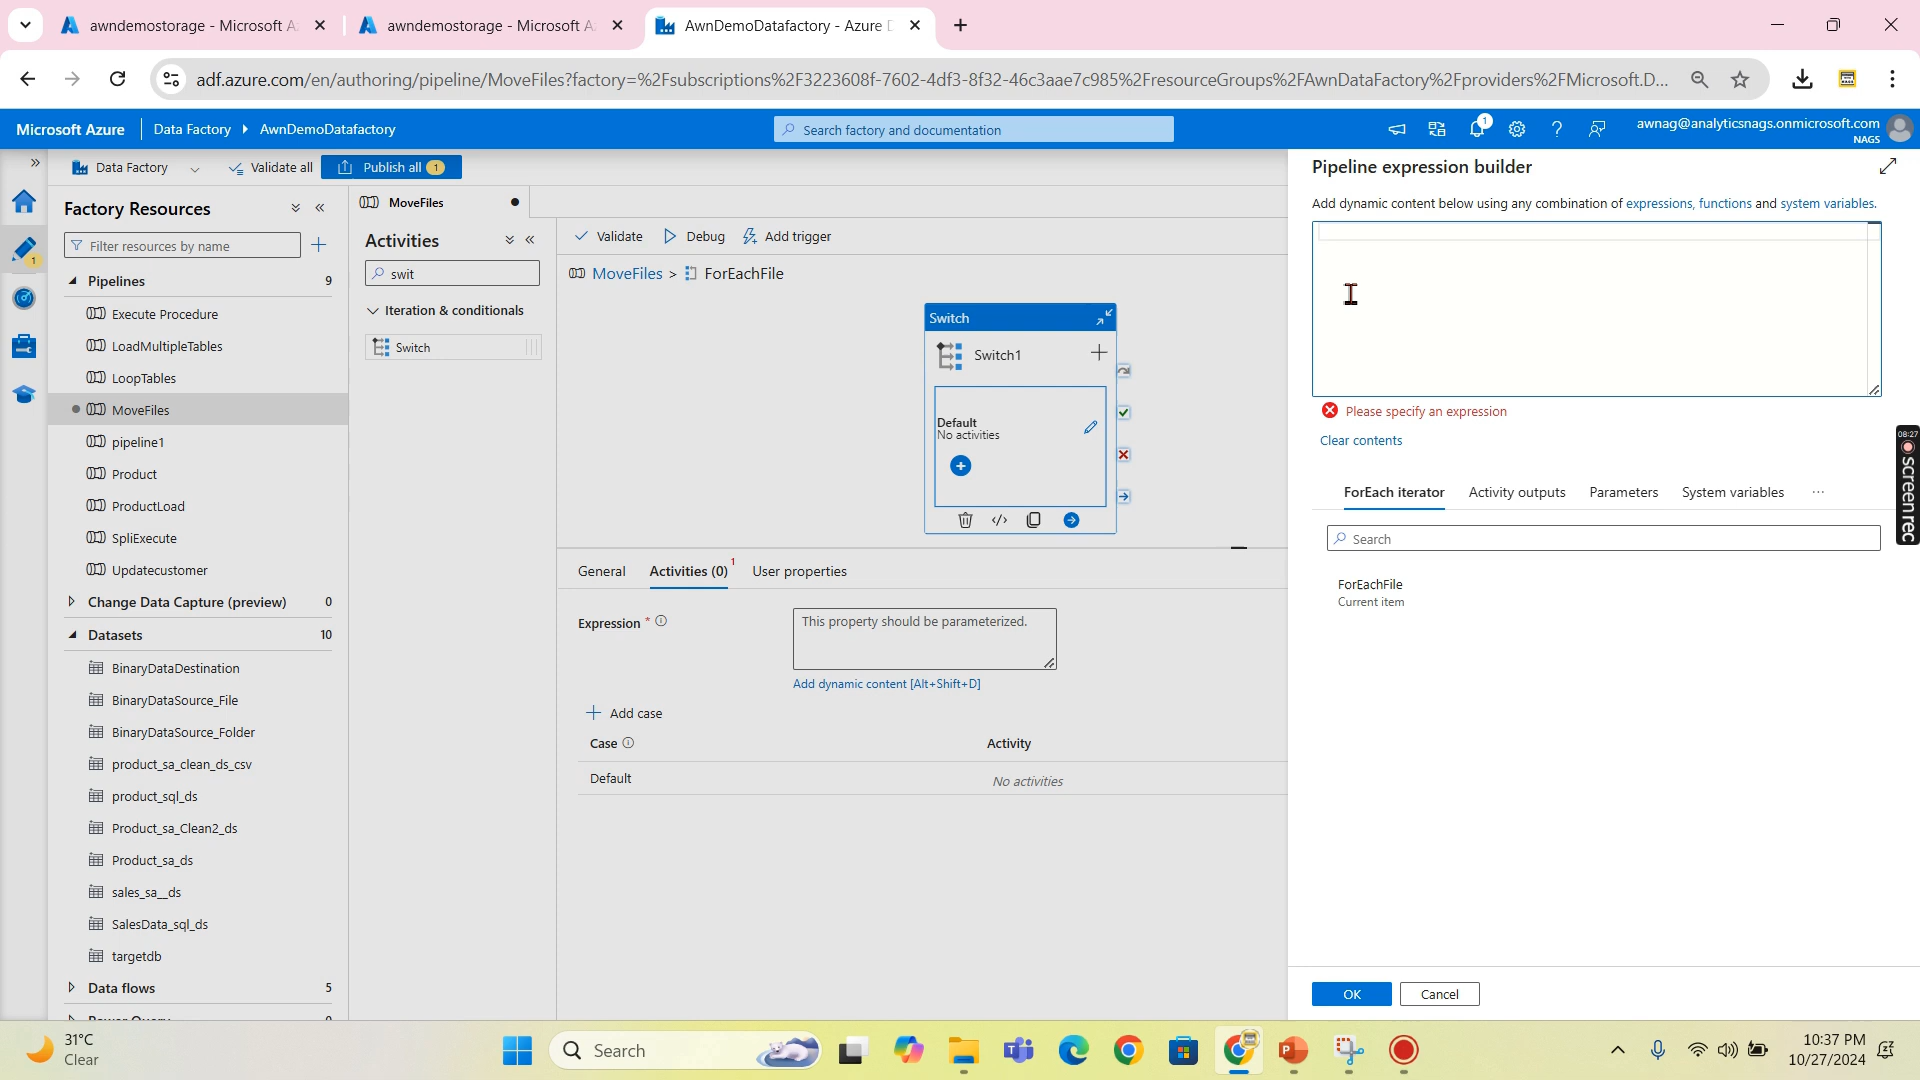 awndemostorage - Microsoft A
awndemostorage - Microsoft A
AwnDemoDatafactory - Azure D
adf.azure.com/en/authoring/pipeline/MoveFiles?factory=%2Fsubscriptions%2F3223608f-7602-4df3-8f32-46c3aae7c985%2FresourceGroups%2FAwnDataFactory%2Fproviders%2FMicrosoft.D...
Microsoft Azure
Data Factory
AwnDemoDatafactory
Search factory and documentation
1
awnag@analyticsnags.onmicrosoft.com
NAGS
Data Factory
Validate all
Publish all
1
1
Factory Resources
Filter resources by name
Pipelines 9
Execute Procedure
LoadMultipleTables
LoopTables
MoveFiles
pipeline1
Product
ProductLoad
SpliExecute
Updatecustomer
Change Data Capture (preview) 0
Datasets 10
BinaryDataDestination
BinaryDataSource_File
BinaryDataSource_Folder
product_sa_clean_ds_csv
product_sql_ds
Product_sa_Clean2_ds
Product_sa_ds
sales_sa__ds
SalesData_sql_ds
targetdb
Data flows 5
Power Query 0
MoveFiles
Activities
swit
Iteration & conditionals
Switch
Validate
Debug
Add trigger
MoveFiles > ForEachFile
Switch
Switch1
Default
No activities
General
Activities (0) 1
User properties
Expression *
This property should be parameterized.
Add dynamic content [Alt+Shift+D]
Add case
Case
Activity
Default
No activities
Pipeline expression builder
Add dynamic content below using any combination of expressions, functions and system variables.
Please specify an expression
Clear contents
ForEach iterator
Activity outputs
Parameters
System variables
...
Search
ForEachFile
Current item
OK
Cancel
08:27
screenrec
31°C
Clear
Search
10:37 PM
10/27/2024